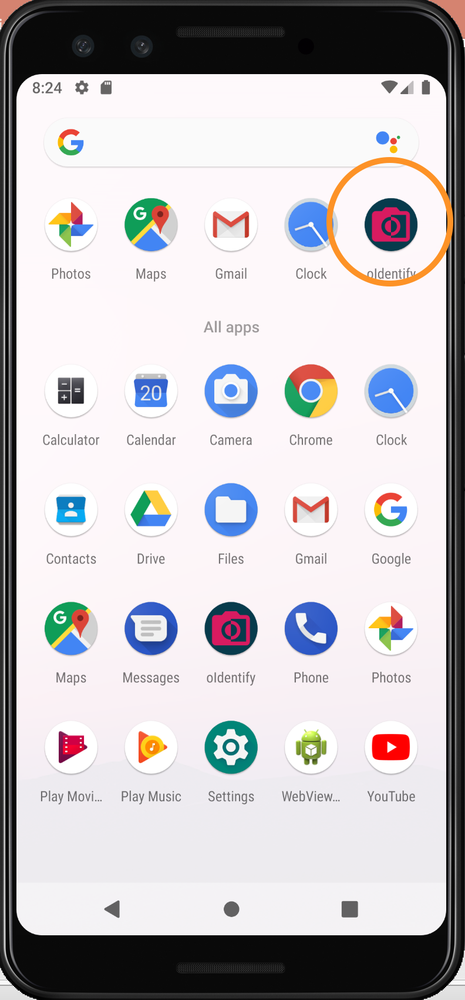 8:24
Photos Maps Gmail Clock oIdentify
All apps
Calculator Calendar Camera Chrome Clock
Contacts Drive Files Gmail Google
Maps Messages oIdentify Phone Photos
Play Movi... Play Music Settings WebView... YouTube
20